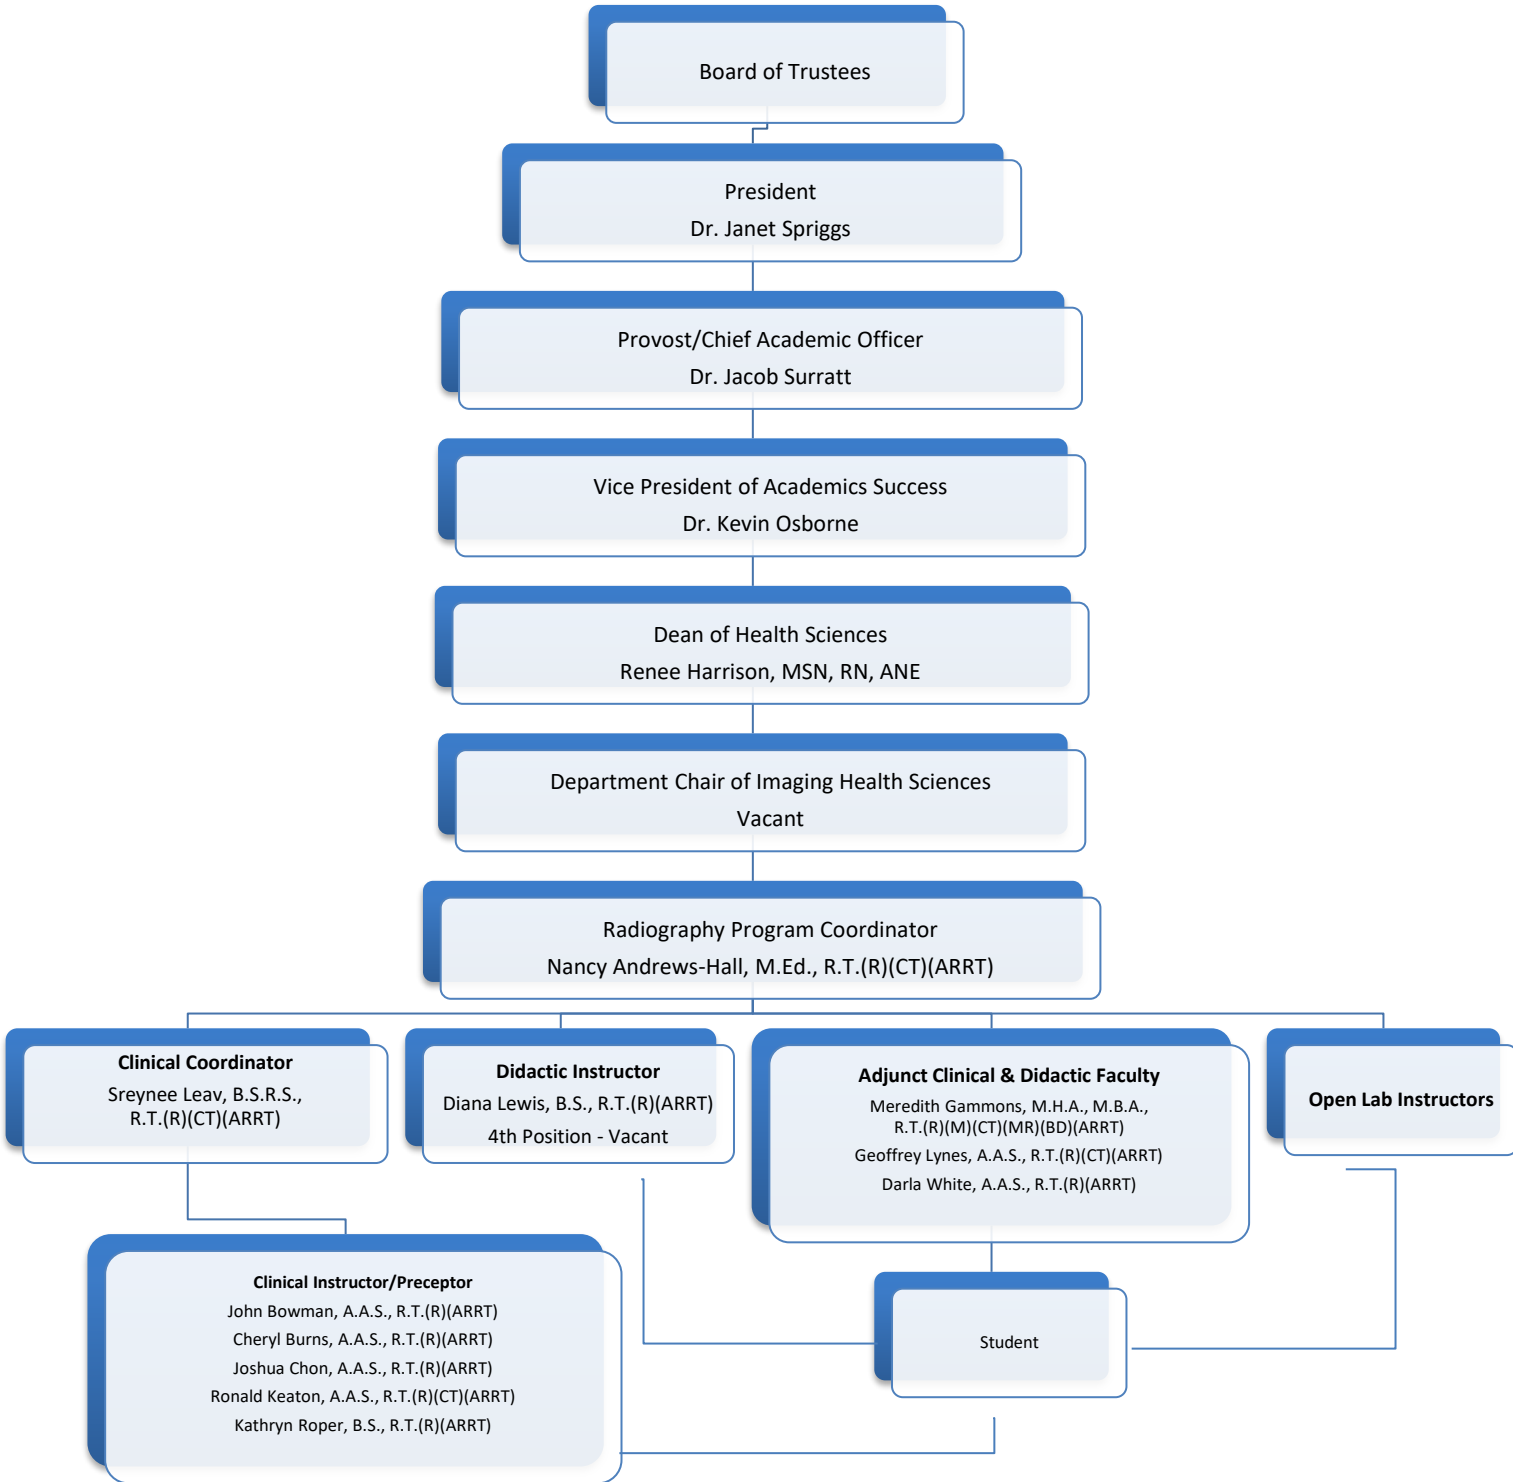 Board of Trustees
President
Dr. Janet Spriggs
Provost/Chief Academic Officer
Dr. Jacob Surratt
Vice President of Academics Success
Dr. Kevin Osborne
Dean of Health Sciences
Renee Harrison, MSN, RN, ANE
Department Chair of Imaging Health Sciences
Vacant
Radiography Program Coordinator
Nancy Andrews-Hall, M.Ed., R.T.(R)(CT)(ARRT)
Clinical Coordinator
Sreynee Leav, B.S.R.S.,
R.T.(R)(CT)(ARRT)
Didactic Instructor
Diana Lewis, B.S., R.T.(R)(ARRT)
4th Position - Vacant
Adjunct Clinical & Didactic Faculty
Meredith Gammons, M.H.A., M.B.A.,
R.T.(R)(M)(CT)(MR)(BD)(ARRT)
Geoffrey Lynes, A.A.S., R.T.(R)(CT)(ARRT)
Darla White, A.A.S., R.T.(R)(ARRT)
Open Lab Instructors
Clinical Instructor/Preceptor
John Bowman, A.A.S., R.T.(R)(ARRT)
Cheryl Burns, A.A.S., R.T.(R)(ARRT)
Joshua Chon, A.A.S., R.T.(R)(ARRT)
Ronald Keaton, A.A.S., R.T.(R)(CT)(ARRT)
Kathryn Roper, B.S., R.T.(R)(ARRT)
Student